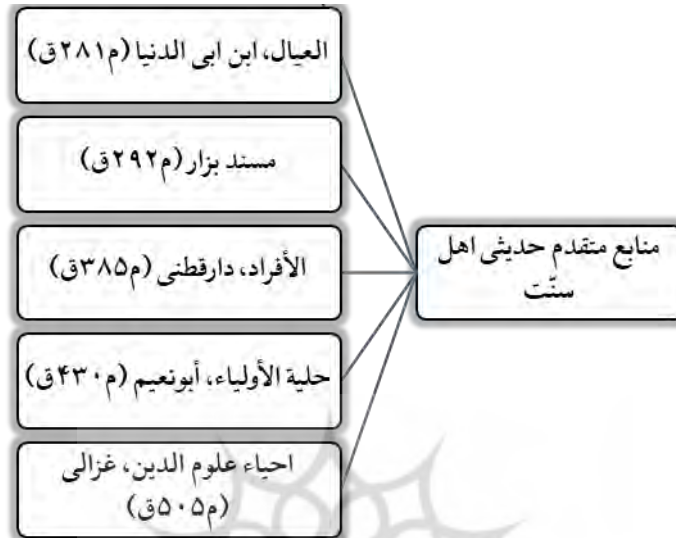 منابع متقدم حدیثی اهل
سنّت
العیال، ابن ابی الدنیا (م۲۸۱ق)
مسند بزار (م۲۹۲ق)
الأفراد، دارقطنی (م۳۸۵ق)
حلیة الأولیاء، أبونعیم (م۴۳۰ق)
احیاء علوم الدین، غزالی
(م۵۰۵ق)